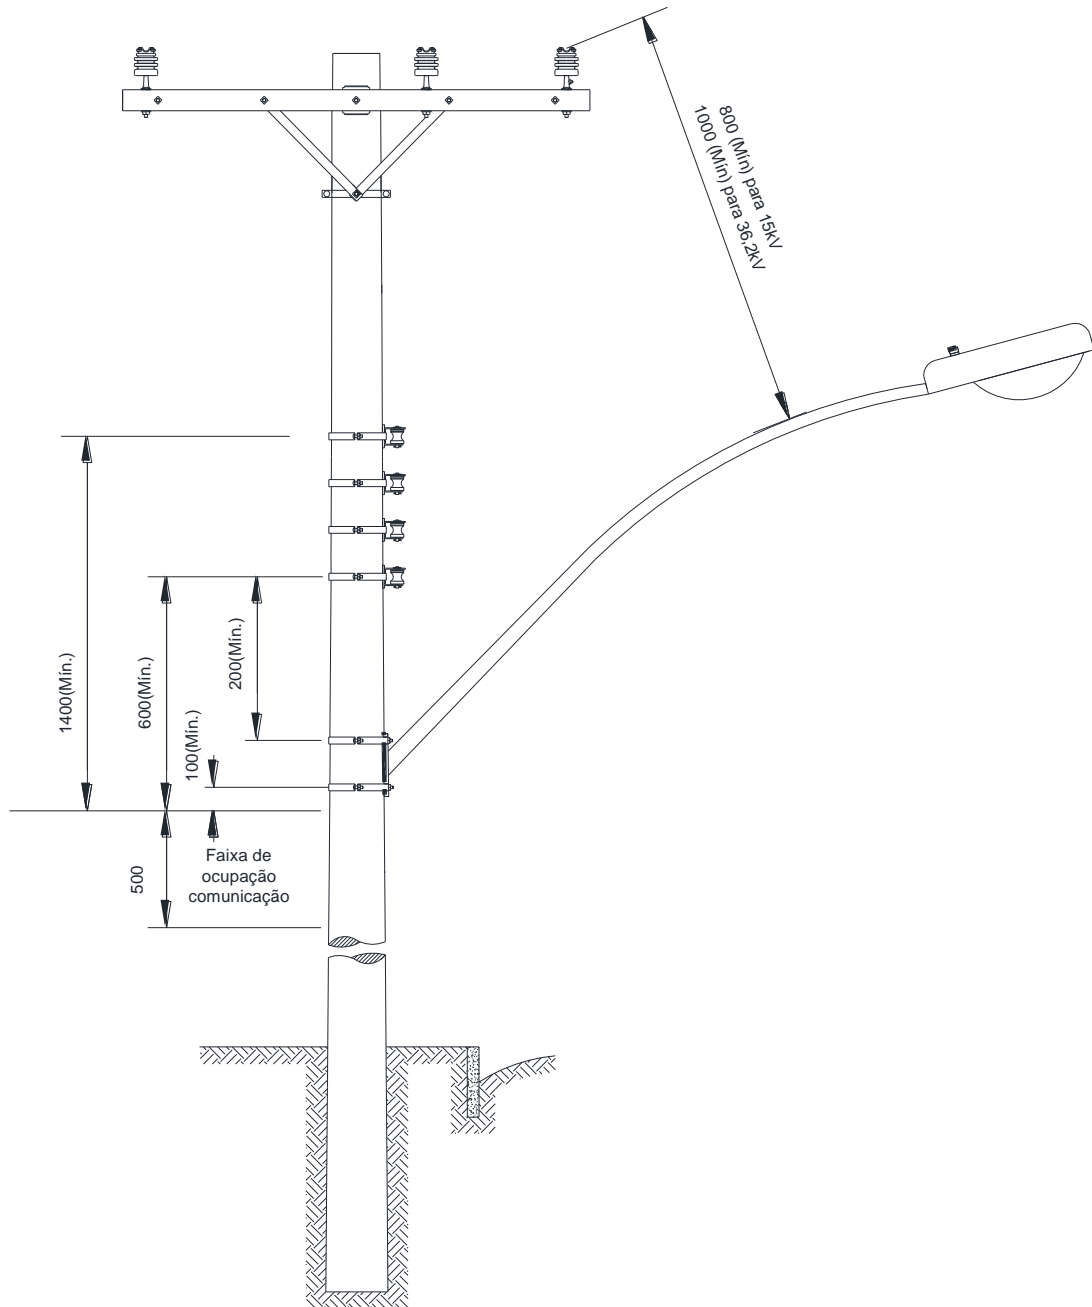 800 (Mín) para 15kV
1000 (Mín) para 36,2kV
1400(Mín.)
600(Mín.)
200(Mín.)
100(Mín.)
500
Faixa de
ocupação
comunicação